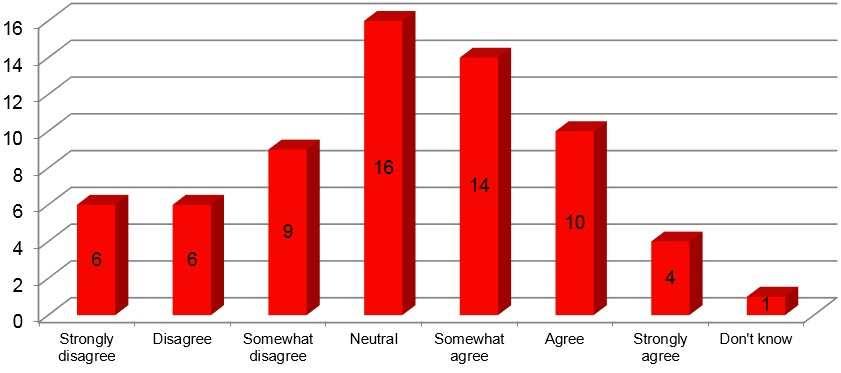 16
14
12
10
8
6
4
2
0
6
6
9
16
14
10
4
1
Strongly
disagree
Disagree
Somewhat
disagree
Neutral
Somewhat
agree
Agree
Strongly
agree
Don't know